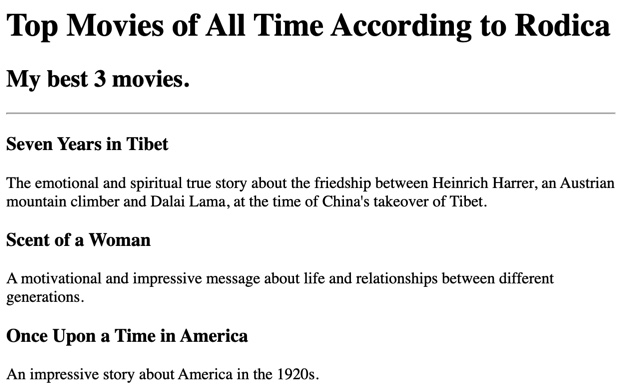 Top Movies of All Time According to Rodica
My best 3 movies.
Seven Years in Tibet
The emotional and spiritual true story about the friedship between Heinrich Harrer, an Austrian
mountain climber and Dalai Lama, at the time of China's takeover of Tibet.
Scent of a Woman
A motivational and impressive message about life and relationships between different
generations.
Once Upon a Time in America
An impressive story about America in the 1920s.